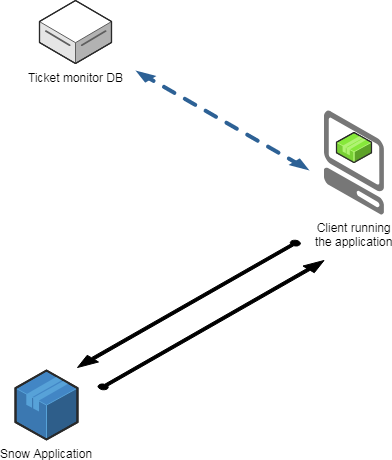 Ticket monitor DB
Client running
the application
Snow Application